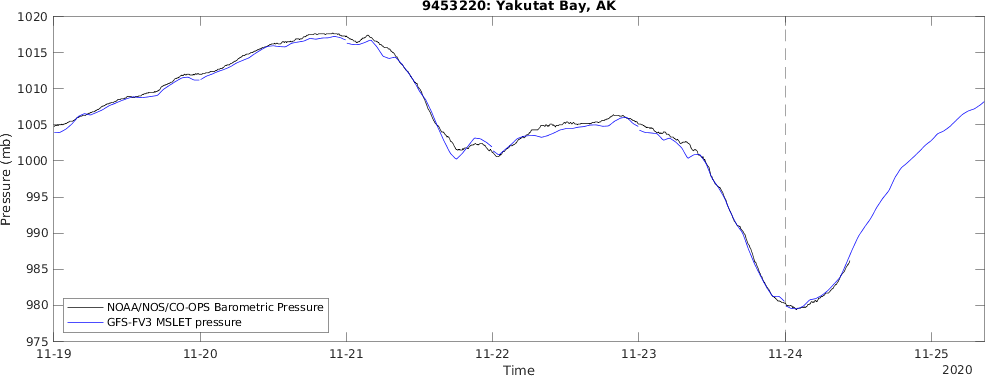 9453220: Yakutat Bay, AK
1020
1015
1010
1005
1000
995
990
985
980
975
Pressure (mb)
NOAA/NOS/CO-OPS Barometric Pressure
GFS-FV3 MSLET pressure
11-19 11-20 11-21 11-22 11-23 11-24 11-25
Time
2020